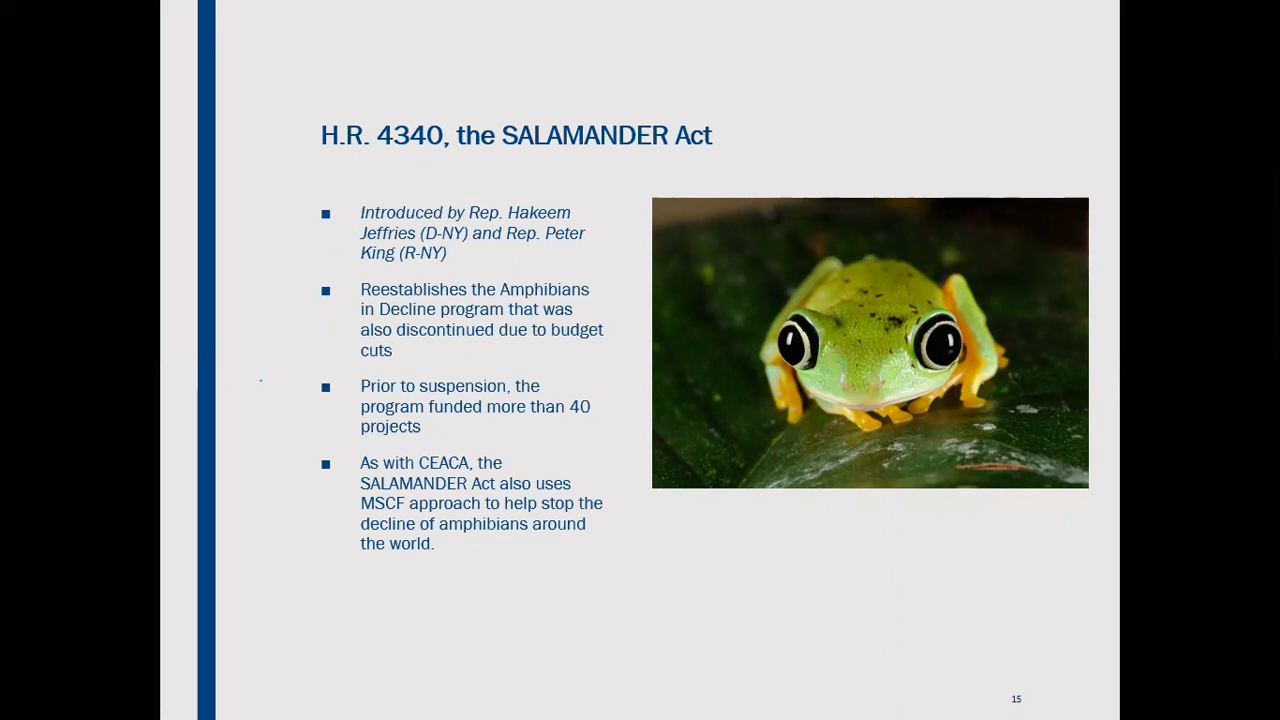 H.R. 4340, the SALAMANDER Act
■ Introduced by Rep. Hakeem
Jeffries (D-NY) and Rep. Peter
King (R-NY)
■ Reestablishes the Amphibians
in Decline program that was
also discontinued due to budget
cuts
■ Prior to suspension, the
program funded more than 40
projects
■ As with CEACA, the
SALAMANDER Act also uses
MSCF approach to help stop the
decline of amphibians around
the world.
15